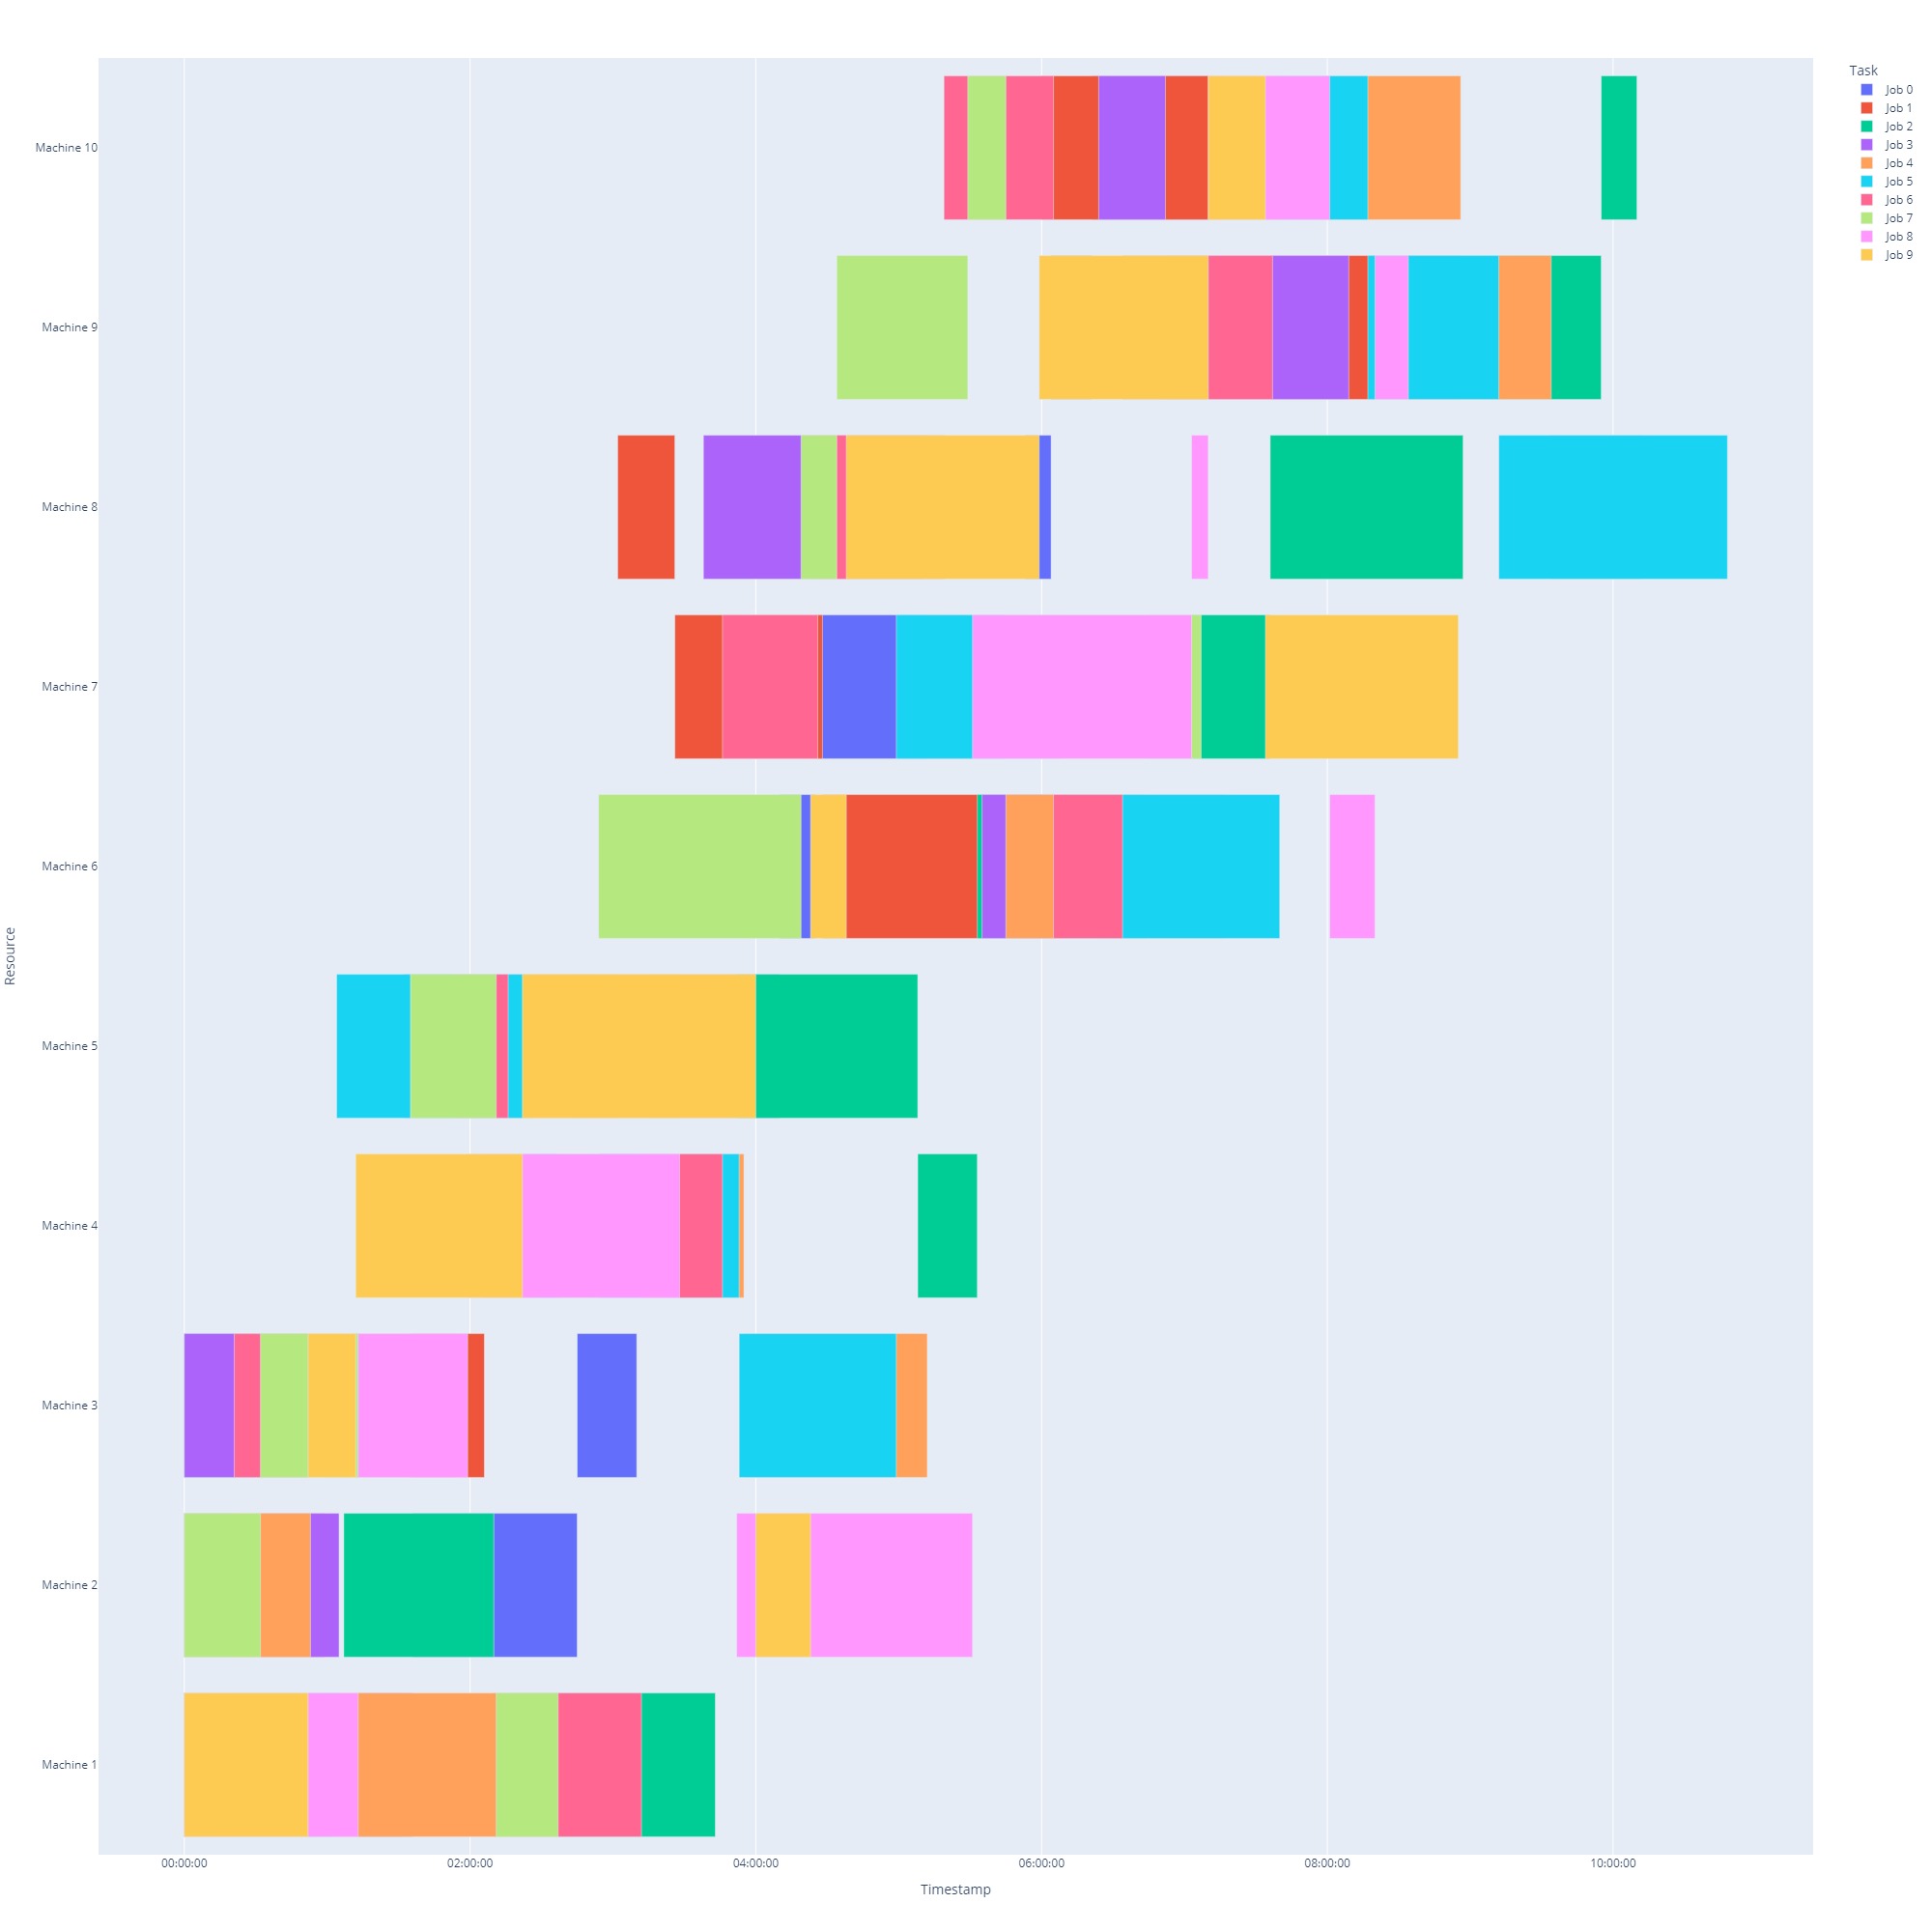 Task
Job 0
Job 1
Job 2
Job 3
Job 4
Job 5
Job 6
Job 7
Job 8
Job 9
Machine 10
Machine 9
Machine 8
Machine 7
Machine 6
Machine 5
Machine 4
Machine 3
Machine 2
Machine 1
Resource
00:00:00
02:00:00
04:00:00
06:00:00
08:00:00
10:00:00
Timestamp